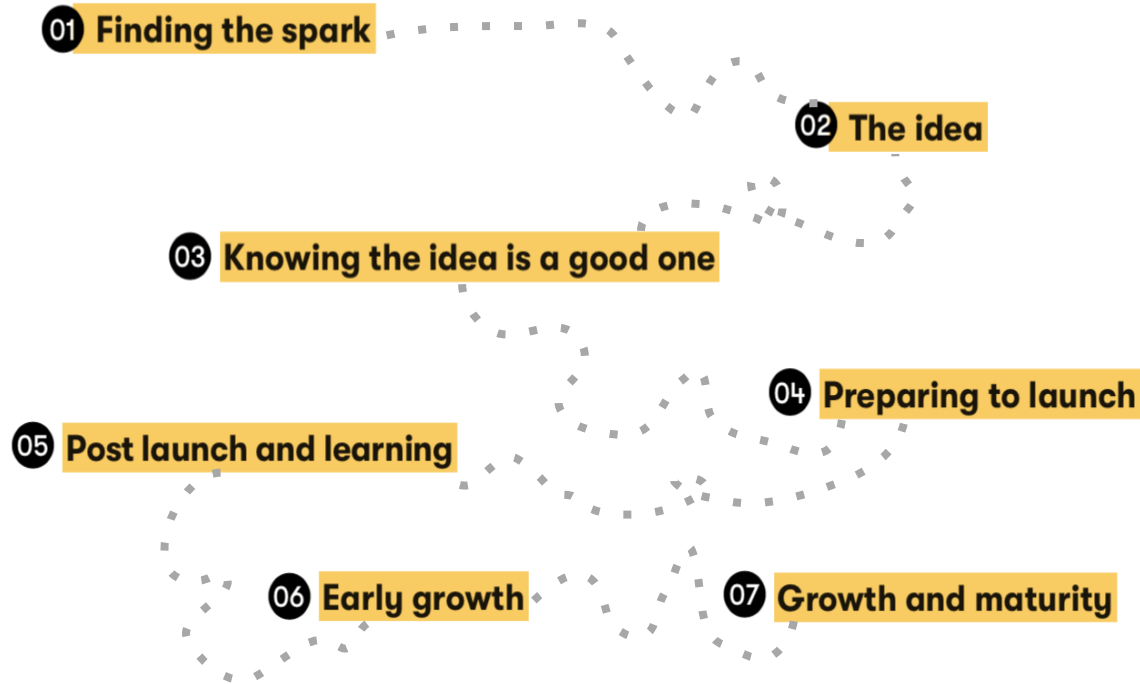 01 Finding the spark
02 The idea
03 Knowing the idea is a good one
04 Preparing to launch
05 Post launch and learning
06 Early growth
07 Growth and maturity